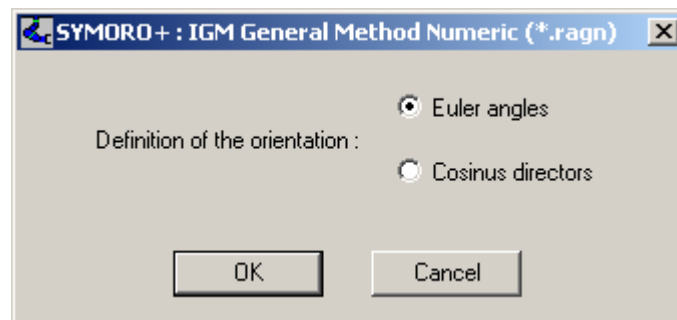 SYMORO+ : IGM General Method Numeric (*.ragn)
Euler angles
Definition of the orientation :
Cosinus directors
OK
Cancel